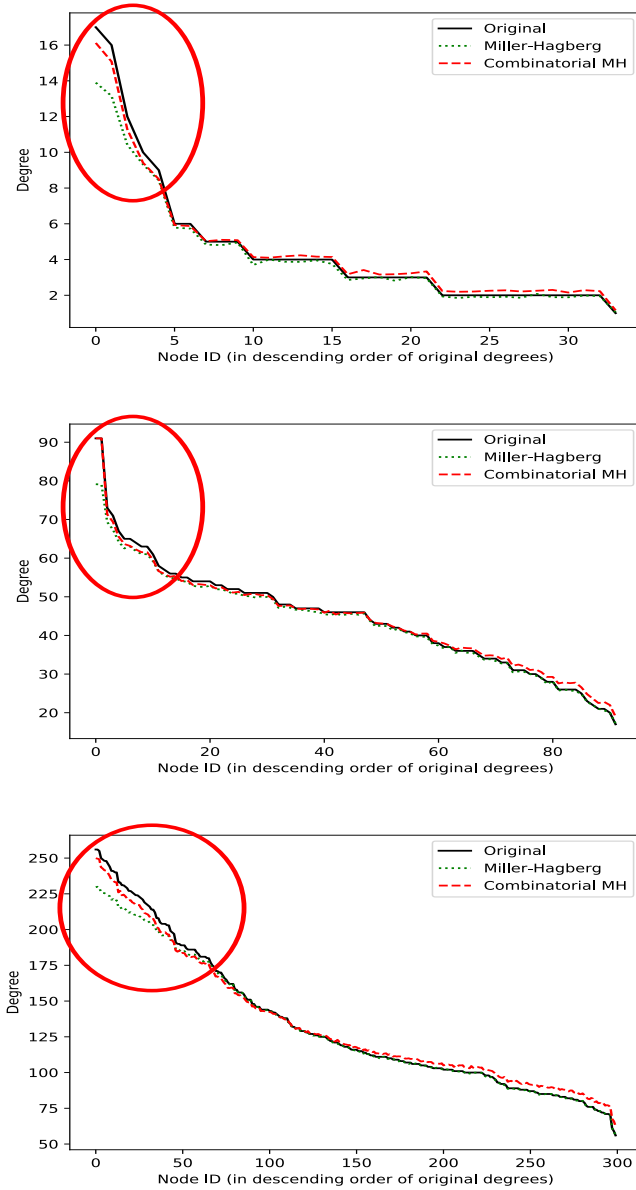 16
14
12
10
8
6
4
2
Degree
Original
Miller-Hagberg
Combinatorial MH
0 5 10 15 20 25 30
Node ID (in descending order of original degrees)
90
80
70
60
50
40
30
20
Degree
Original
Miller-Hagberg
Combinatorial MH
0 20 40 60 80
Node ID (in descending order of original degrees)
250
225
200
175
150
125
100
75
50
Degree
Original
Miller-Hagberg
Combinatorial MH
0 50 100 150 200 250 300
Node ID (in descending order of original degrees)